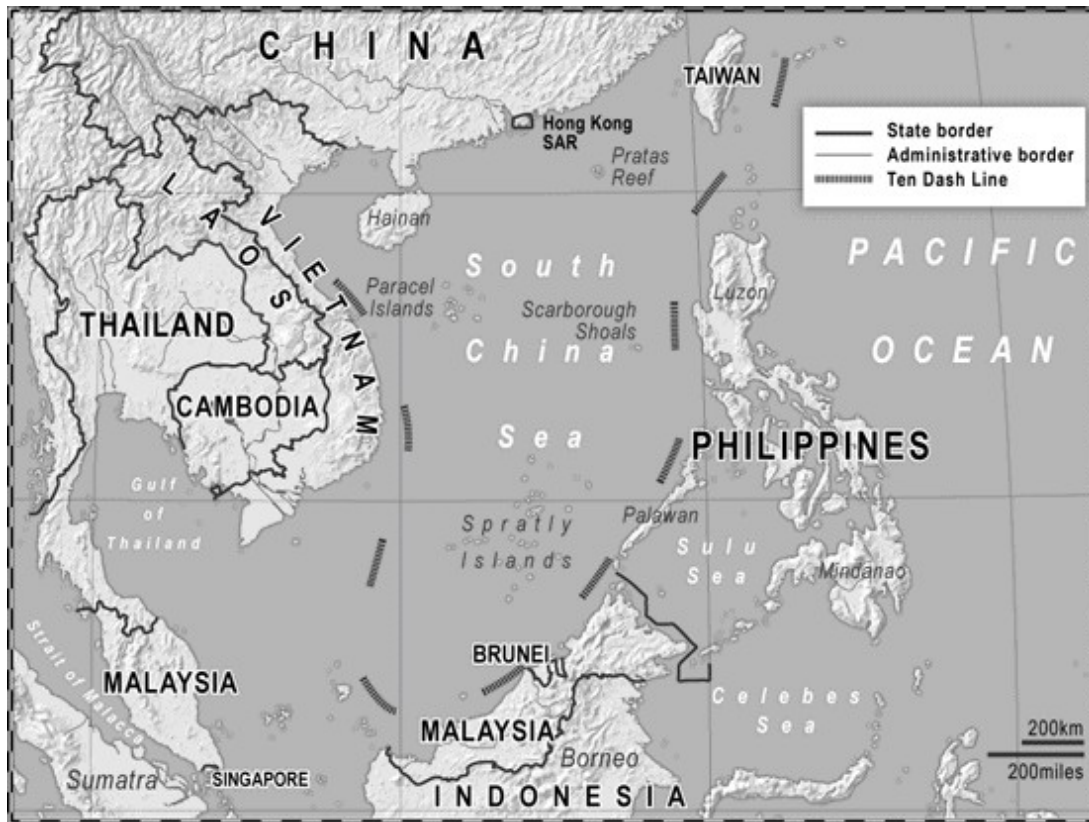 CHINA
TAIWAN
Hong Kong
SAR
Pratas
Reef
State border
Administrative border
Ten Dash Line
LAOS
VIETNAM
Hainan
South
China
Sea
Paracel
Islands
Scarborough
Shoals
Luzon
PACIFIC
OCEAN
THAILAND
CAMBODIA
PHILIPPINES
Gulf
of
Thailand
Spratly
Islands
Palawan
Sulu
Sea
Mindanao
Strait of Malacca
MALAYSIA
BRUNEI
MALAYSIA
Celebes
Sea
Borneo
Sumatra
SINGAPORE
INDONESIA
200km
200miles